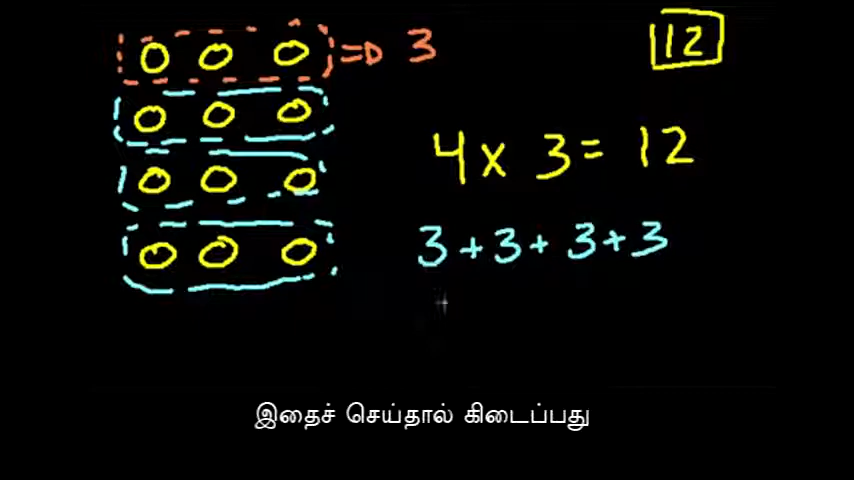 => 3
12
4 x 3 = 12
3 + 3 + 3 + 3
இதைச் செய்தால் கிடைப்பது